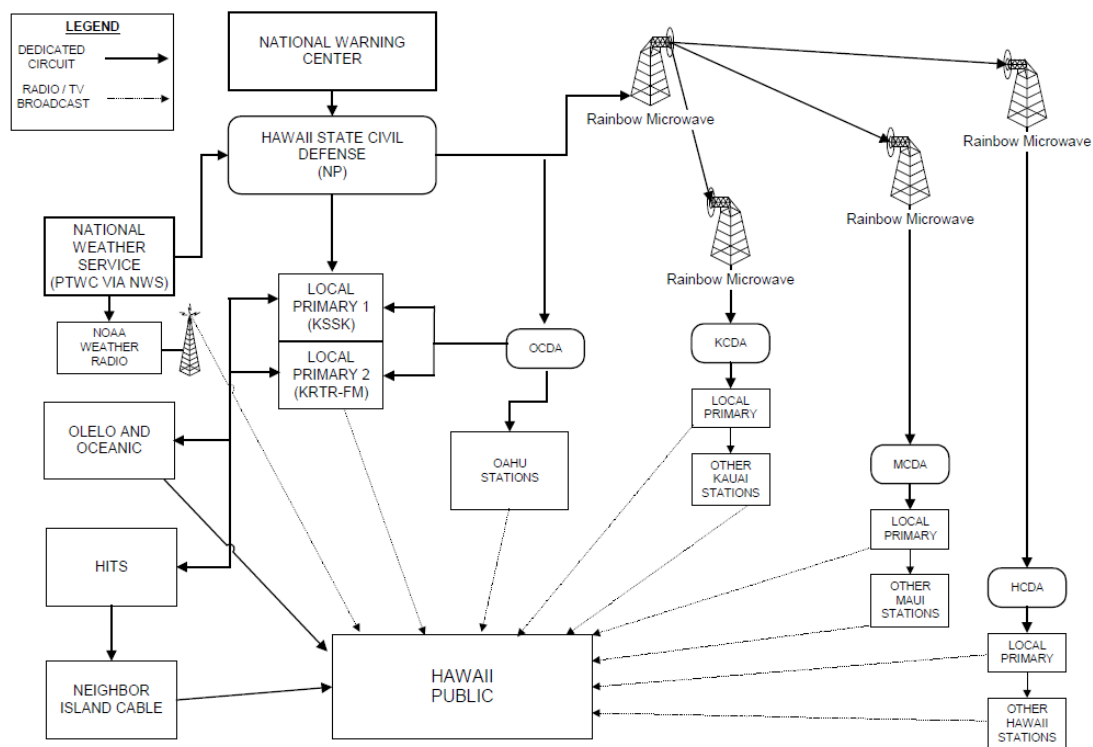 LEGEND
DEDICATED
CIRCUIT
RADIO / TV
BROADCAST
NATIONAL WARNING
CENTER
HAWAII STATE CIVIL
DEFENSE
(NP)
Rainbow Microwave
Rainbow Microwave
Rainbow Microwave
Rainbow Microwave
NATIONAL
WEATHER
SERVICE
(PTWC VIA NWS)
NOAA
WEATHER
RADIO
LOCAL
PRIMARY 1
(KSSK)
LOCAL
PRIMARY 2
(KRTR-FM)
OCDA
KCDA
LOCAL
PRIMARY
OTHER
KAUAI
STATIONS
OLELO AND
OCEANIC
OAHU
STATIONS
MCDA
LOCAL
PRIMARY
OTHER
MAUI
STATIONS
HITS
HCDA
LOCAL
PRIMARY
OTHER
HAWAII
STATIONS
NEIGHBOR
ISLAND CABLE
HAWAII
PUBLIC